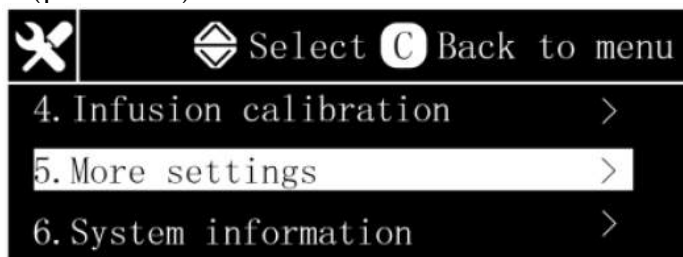 Select C Back to menu
4. Infusion calibration >
5. More settings >
6. System information >